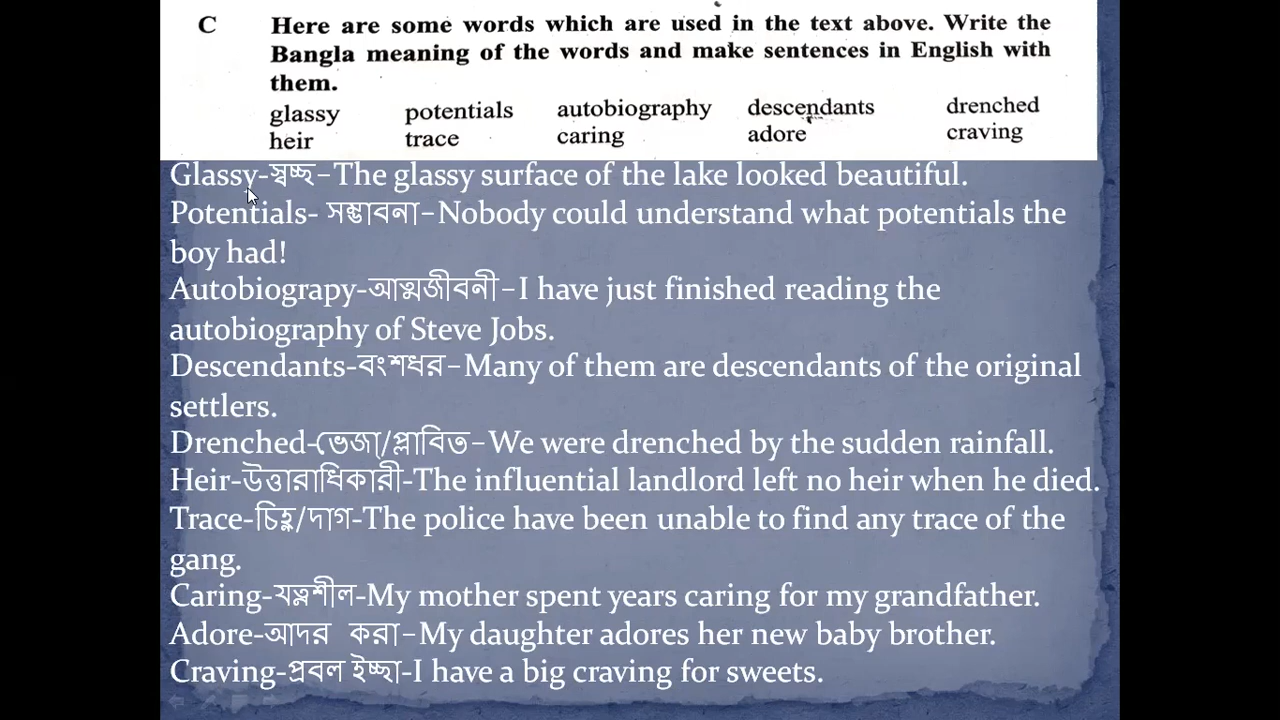 C Here are some words which are used in the text above. Write the
Bangla meaning of the words and make sentences in English with
them.
glassy potentials autobiography descendants drenched
heir trace caring adore craving
Glassy-স্বচ্ছ-The glassy surface of the lake looked beautiful.
Potentials- সম্ভাবনা-Nobody could understand what potentials the
boy had!
Autobiograpy-আত্মজীবনী-I have just finished reading the
autobiography of Steve Jobs.
Descendants-বংশধর-Many of them are descendants of the original
settlers.
Drenched-ভেজা/প্লাবিত-We were drenched by the sudden rainfall.
Heir-উত্তারাধিকারী-The influential landlord left no heir when he died.
Trace-চিহ্ণ/দাগ-The police have been unable to find any trace of the
gang.
Caring-যত্নশীল-My mother spent years caring for my grandfather.
Adore-আদর করা-My daughter adores her new baby brother.
Craving-প্রবল ইচ্ছা-I have a big craving for sweets.